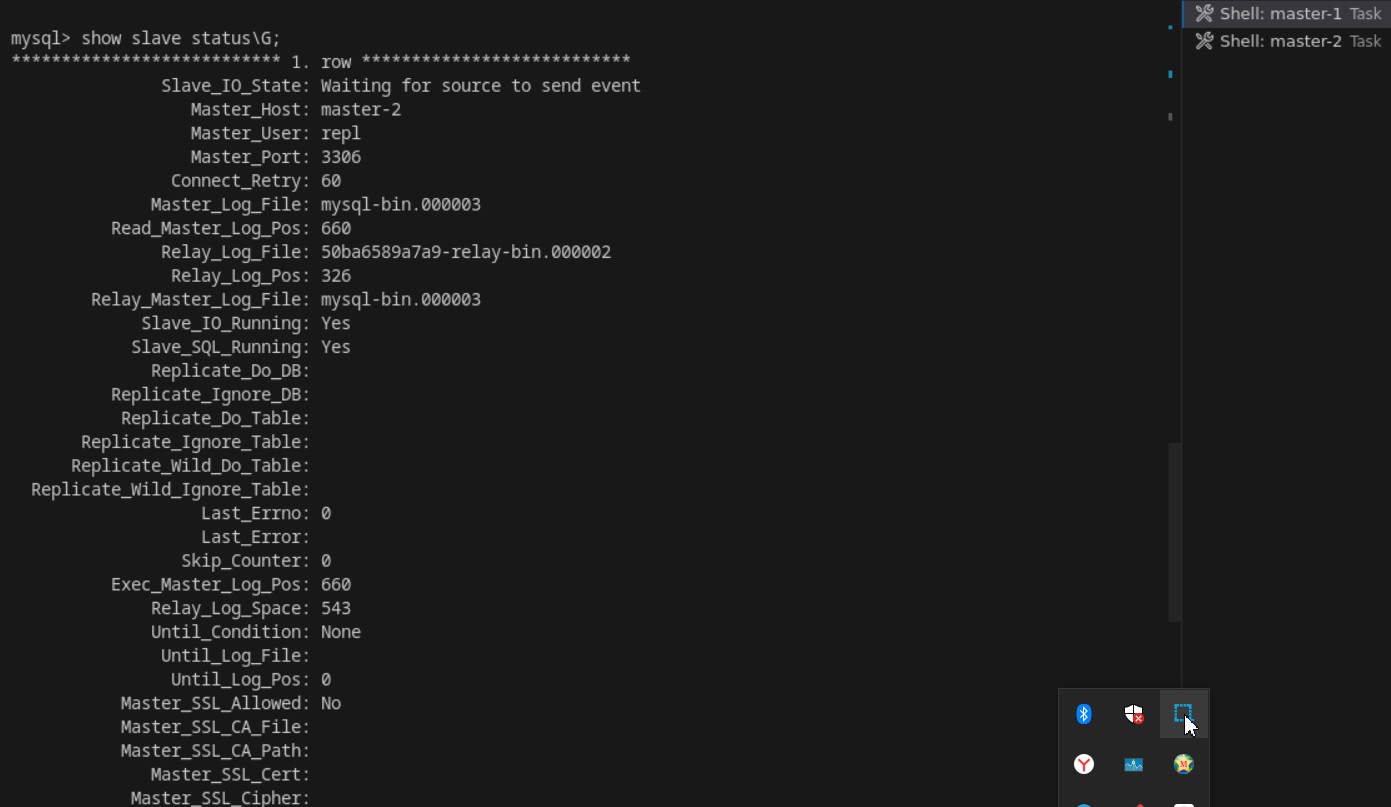 mysql> show slave status\G;
*************************** 1. row ***************************
Slave_IO_State: Waiting for source to send event
Master_Host: master-2
Master_User: repl
Master_Port: 3306
Connect_Retry: 60
Master_Log_File: mysql-bin.000003
Read_Master_Log_Pos: 660
Relay_Log_File: 50ba6589a7a9-relay-bin.000002
Relay_Log_Pos: 326
Relay_Master_Log_File: mysql-bin.000003
Slave_IO_Running: Yes
Slave_SQL_Running: Yes
Replicate_Do_DB:
Replicate_Ignore_DB:
Replicate_Do_Table:
Replicate_Ignore_Table:
Replicate_Wild_Do_Table:
Replicate_Wild_Ignore_Table:
Last_Errno: 0
Last_Error:
Skip_Counter: 0
Exec_Master_Log_Pos: 660
Relay_Log_Space: 543
Until_Condition: None
Until_Log_File:
Until_Log_Pos: 0
Master_SSL_Allowed: No
Master_SSL_CA_File:
Master_SSL_CA_Path:
Master_SSL_Cert:
Master_SSL_Cipher:
Shell: master-1 Task
Shell: master-2 Task